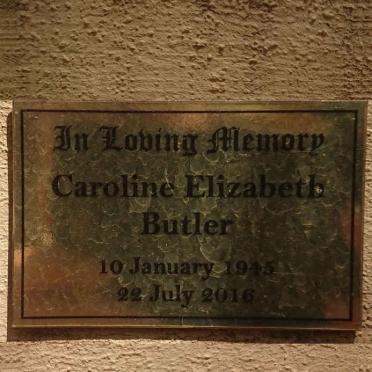 In Loving Memory
Caroline Elizabeth
Butler
10 January 1945
22 July 2016